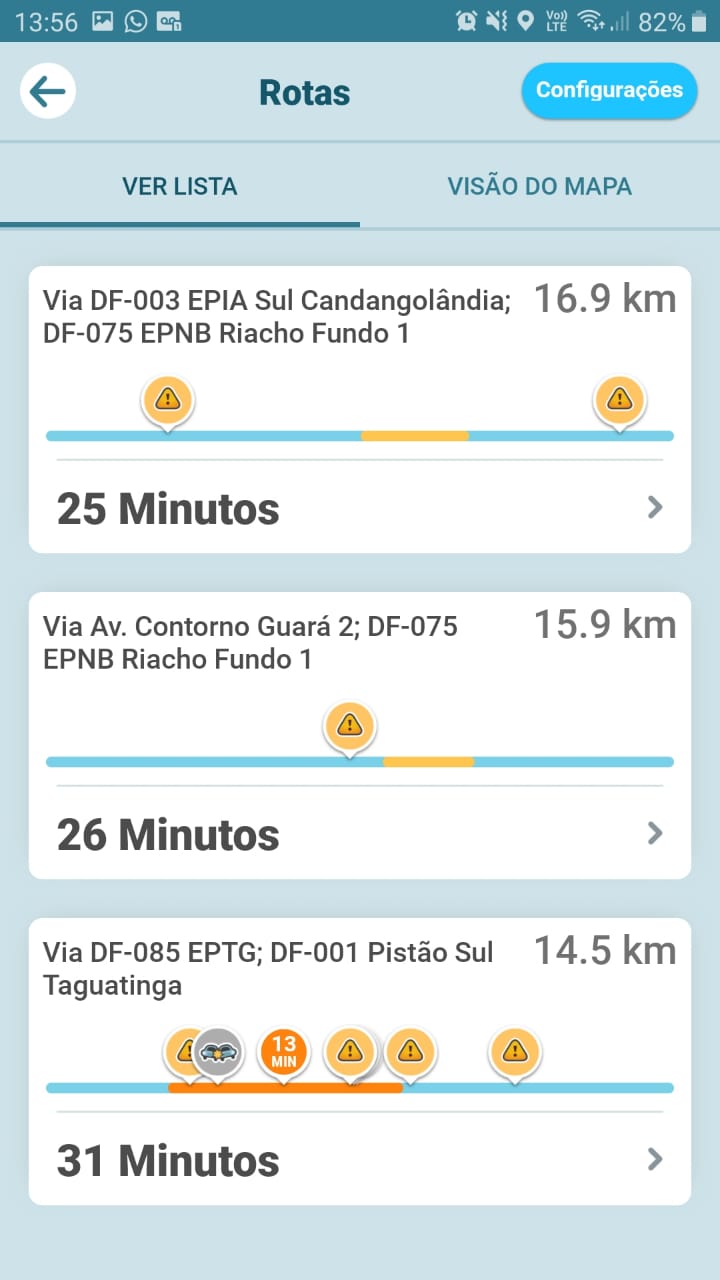 13:56
Vo))
LTE
82%
Rotas
Configurações
VER LISTA
VISÃO DO MAPA
Via DF-003 EPIA Sul Candangolândia;
DF-075 EPNB Riacho Fundo 1
16.9 km
25 Minutos
Via Av. Contorno Guará 2; DF-075
EPNB Riacho Fundo 1
15.9 km
26 Minutos
Via DF-085 EPTG; DF-001 Pistão Sul
Taguatinga
14.5 km
13
MIN
31 Minutos